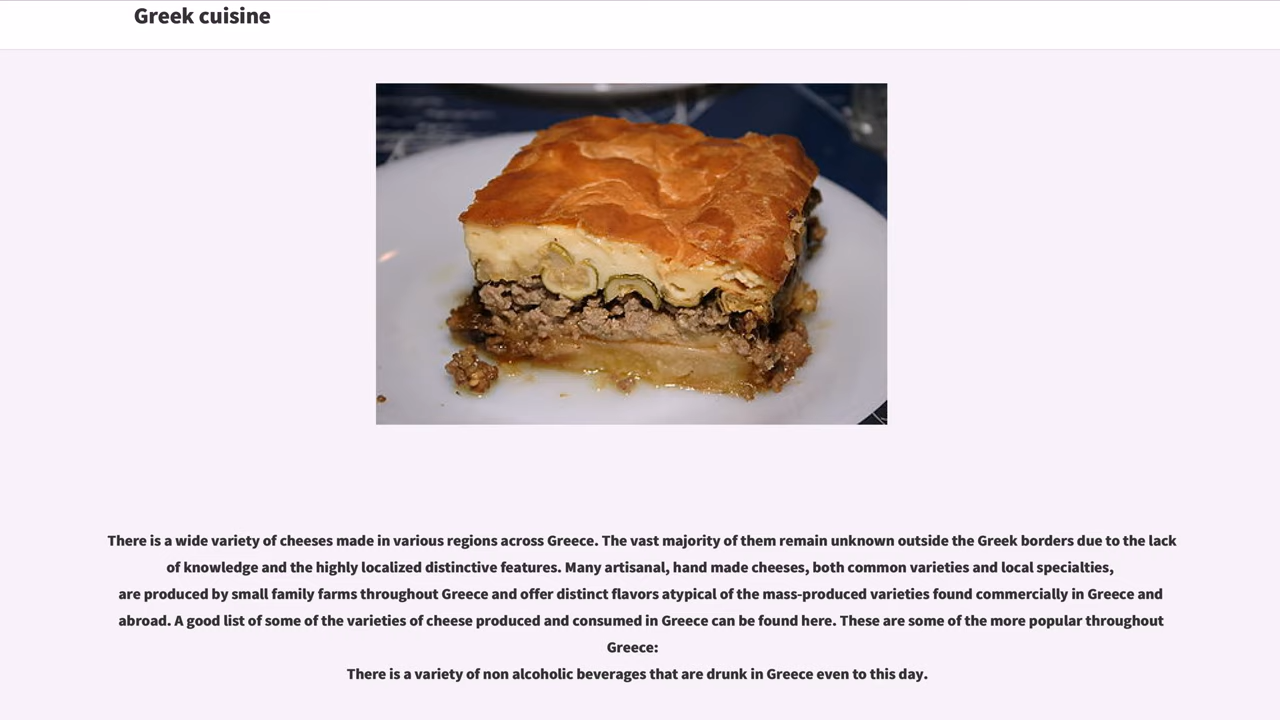 Greek cuisine
There is a wide variety of cheeses made in various regions across Greece. The vast majority of them remain unknown outside the Greek borders due to the lack
of knowledge and the highly localized distinctive features. Many artisanal, hand made cheeses, both common varieties and local specialties,
are produced by small family farms throughout Greece and offer distinct flavors atypical of the mass-produced varieties found commercially in Greece and
abroad. A good list of some of the varieties of cheese produced and consumed in Greece can be found here. These are some of the more popular throughout
Greece:
There is a variety of non alcoholic beverages that are drunk in Greece even to this day.